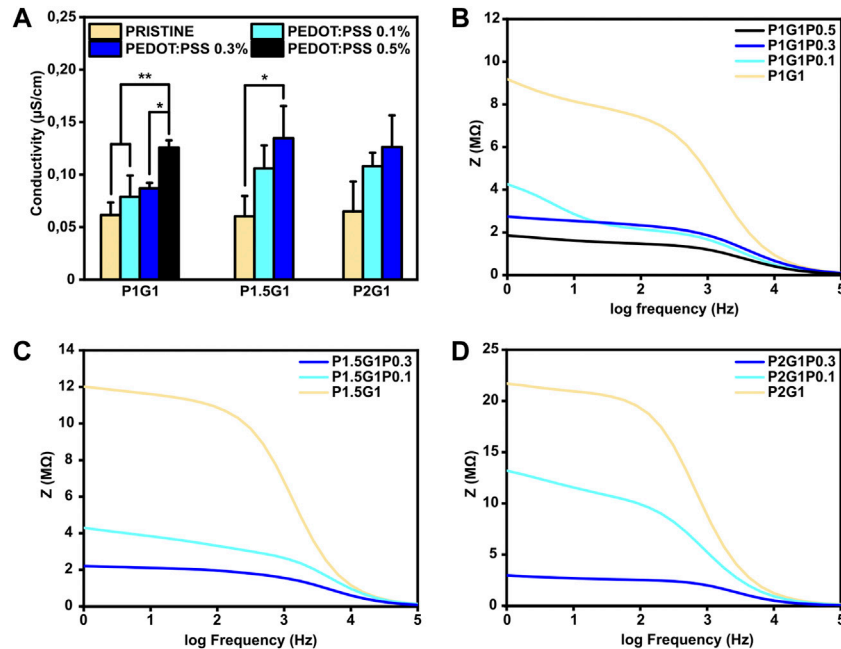 A
PRISTINE
PEDOT:PSS 0.1%
PEDOT:PSS 0.3%
PEDOT:PSS 0.5%
0,25
0,20
0,15
0,10
0,05
0
Conductivity (µS/cm)
**
*
*
P1G1
P1.5G1
P2G1
B
P1G1P0.5
P1G1P0.3
P1G1P0.1
P1G1
12
10
8
6
4
2
0
Z (MΩ)
0 1 2 3 4 5
log frequency (Hz)
C
P1.5G1P0.3
P1.5G1P0.1
P1.5G1
14
12
10
8
6
4
2
0
Z (MΩ)
0 1 2 3 4 5
log Frequency (Hz)
D
P2G1P0.3
P2G1P0.1
P2G1
25
20
15
10
5
0
Z (MΩ)
0 1 2 3 4 5
log Frequency (Hz)